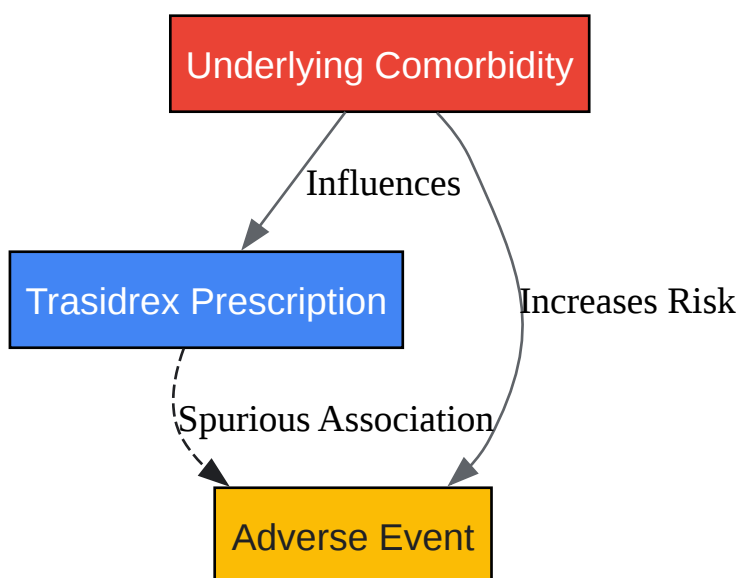 Underlying Comorbidity
Influences
Trasidrex Prescription
Increases Risk
Spurious Association
Adverse Event